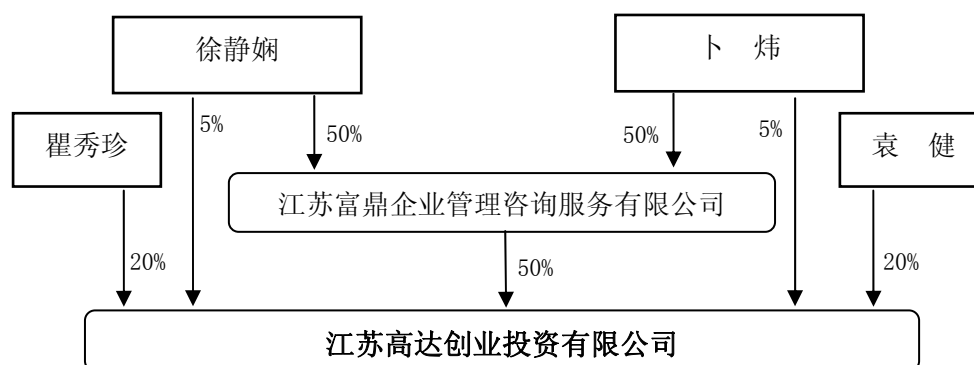 徐静娴
卜　炜
瞿秀珍
5%
50%
50%
5%
袁　健
江苏富鼎企业管理咨询服务有限公司
20%
50%
20%
江苏高达创业投资有限公司